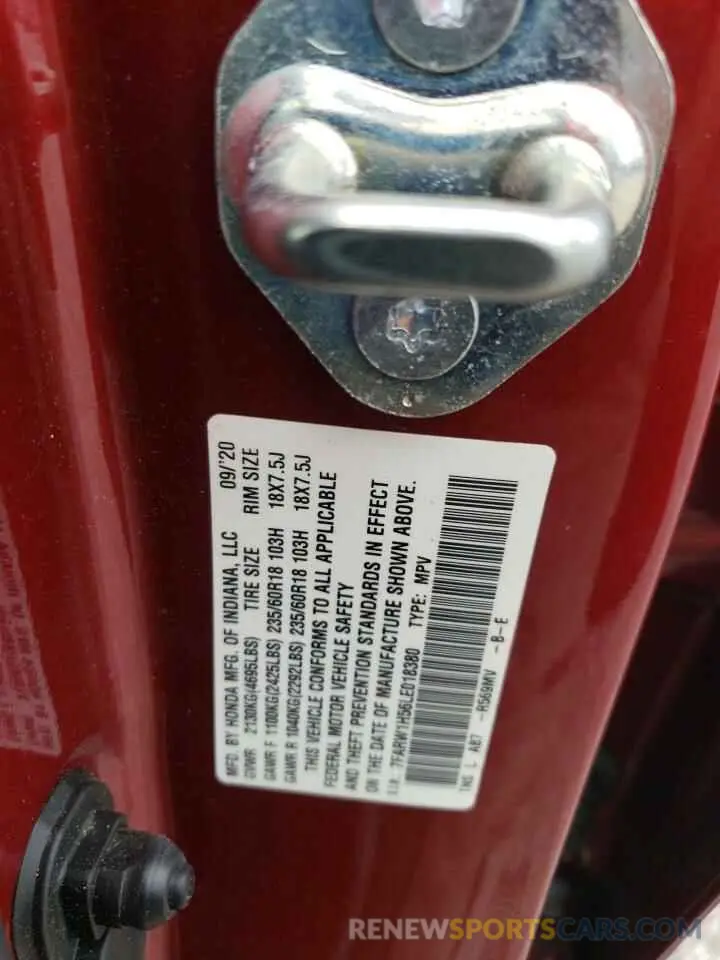 MFD. BY HONDA MFG. OF INDIANA, LLC 09/'20
GVWR 2130KG(4695LBS) TIRE SIZE RIM SIZE
GAWR F 1100KG(2425LBS) 235/60R18 103H 18X7.5J
GAWR R 1040KG(2292LBS) 235/60R18 103H 18X7.5J
THIS VEHICLE CONFORMS TO ALL APPLICABLE
FEDERAL MOTOR VEHICLE SAFETY
AND THEFT PREVENTION STANDARDS IN EFFECT
ON THE DATE OF MANUFACTURE SHOWN ABOVE.
V.I.N. 7FARW1H56LE018380 TYPE: MPV
TNS L AB7 -R569MV -B-E
RENEWSPORTSCARS.COM